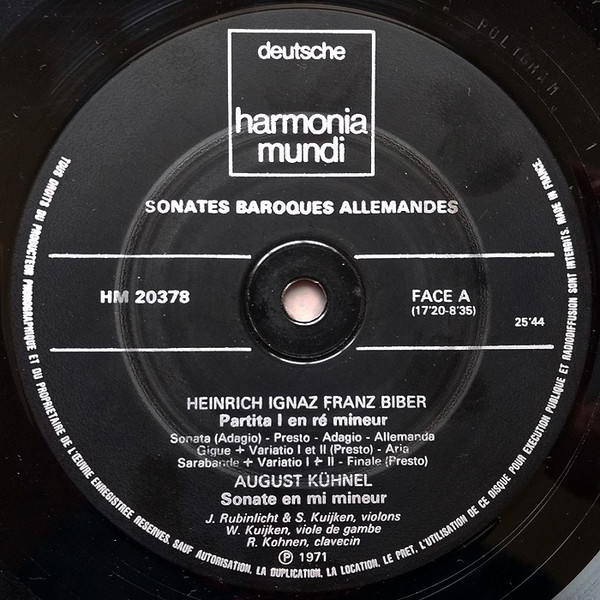 deutsche
harmonia
mundi
POLYGRAM
SONATES BAROQUES ALLEMANDES
HM 20378
FACE A
(17'20-8'35)
25'44
HEINRICH IGNAZ FRANZ BIBER
Partita I en ré mineur
Sonata (Adagio) - Presto - Adagio - Allemanda
Gigue + Variatio I et II (Presto) - Aria
Sarabande + Variatio I + II - Finale (Presto)
AUGUST KÜHNEL
Sonate en mi mineur
J. Rubinlicht & S. Kuijken, violons
W. Kuijken, viole de gambe
R. Kohnen, clavecin
℗ 1971
TOUS DROITS DU PRODUCTEUR PHONOGRAPHIQUE ET DU PROPRIETAIRE DE L'ŒUVRE ENREGISTREE RESERVES, SAUF AUTORISATION, LA DUPLICATION, LA LOCATION, LE PRET, L'UTILISATION DE CE DISQUE POUR EXECUTION PUBLIQUE ET RADIODIFFUSION SONT INTERDITS. MADE IN FRANCE.